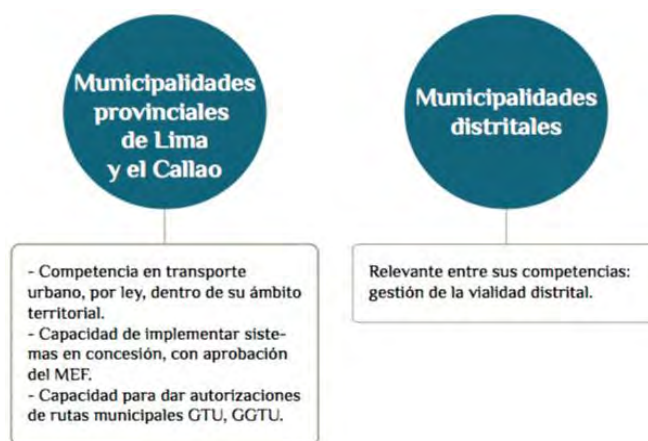 Municipalidades
provinciales
de Lima
y el Callao
- Competencia en transporte
urbano, por ley, dentro de su ámbito
territorial.
- Capacidad de implementar siste-
mas en concesión, con aprobación
del MEF.
- Capacidad para dar autorizaciones
de rutas municipales GTU, GGTU.
Municipalidades
distritales
Relevante entre sus competencias:
gestión de la vialidad distrital.